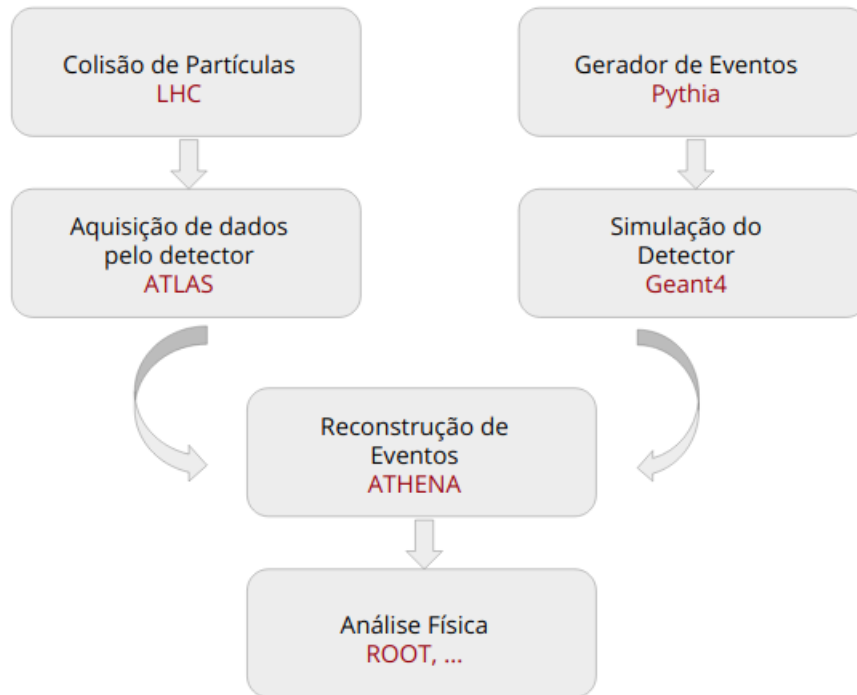 Colisão de Partículas
LHC
Gerador de Eventos
Pythia
Aquisição de dados
pelo detector
ATLAS
Simulação do
Detector
Geant4
Reconstrução de
Eventos
ATHENA
Análise Física
ROOT, ...